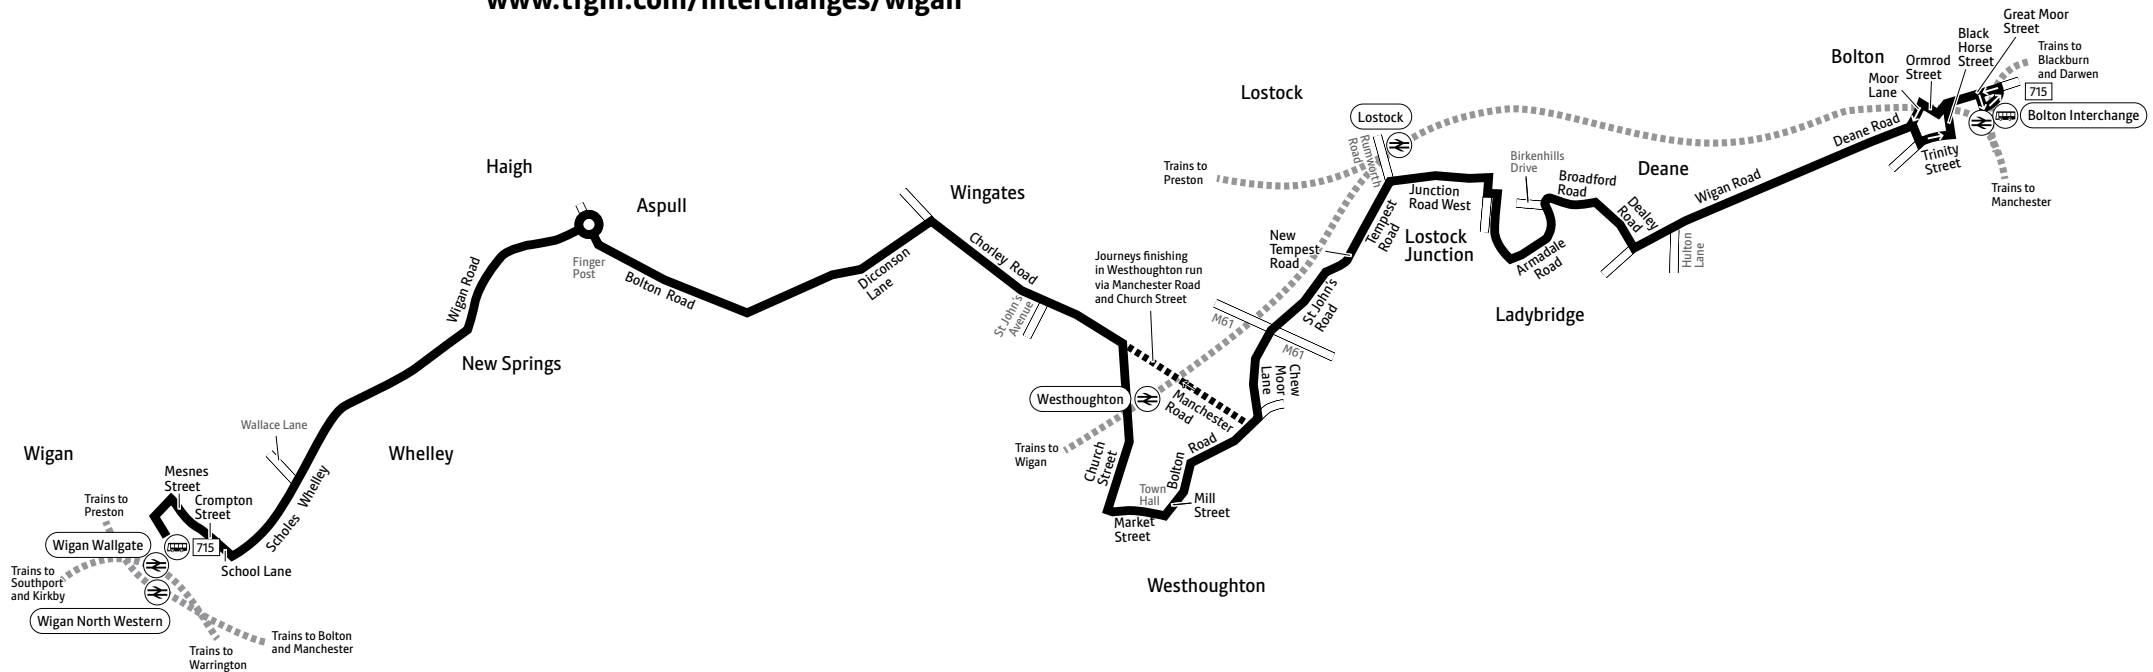 www.tfgm.com/interchanges/wigan
Great Moor
Street
Black
Horse
Street
Trains to
Blackburn
and Darwen
Bolton
Ormrod
Street
Moor
Lane
715
Bolton Interchange
Lostock
Lostock
Rumworth
Road
Deane Road
Trinity
Street
Trains to
Manchester
Haigh
Aspull
Wingates
Trains to
Preston
Birkenhills
Drive
Deane
Broadford
Road
Wigan Road
Junction
Road West
Dealey
Road
Tempest
Road
Lostock
Junction
Armadale
Road
Hulton
Lane
New
Tempest
Road
Finger
Post
Bolton Road
Wigan Road
Dicconson
Lane
Chorley Road
St John's
Avenue
Journeys finishing
in Westhoughton run
via Manchester Road
and Church Street
M61
M61
St John's
Road
Ladybridge
New Springs
Chew
Moor
Lane
Westhoughton
Manchester
Road
Wallace Lane
Wigan
Whelley
Trains to
Wigan
Church
Street
Bolton Road
Town
Hall
Mill
Street
Market
Street
Mesnes
Street
Crompton
Street
Scholes
Whelley
Trains to
Preston
Wigan Wallgate
715
School Lane
Trains to
Southport
and Kirkby
Wigan North Western
Westhoughton
Trains to Bolton
and Manchester
Trains to
Warrington